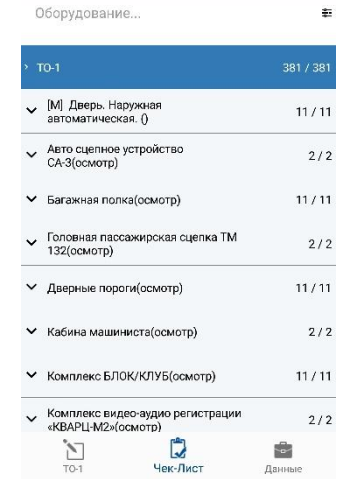 Оборудование...
ТО-1 381 / 381
[М] Дверь. Наружная 11 / 11
автоматическая. ()
Авто сцепное устройство 2 / 2
СА-3(осмотр)
Багажная полка(осмотр) 11 / 11
Головная пассажирская сцепка ТМ 2 / 2
132(осмотр)
Дверные пороги(осмотр) 11 / 11
Кабина машиниста(осмотр) 2 / 2
Комплекс БЛОК/КЛУБ(осмотр) 11 / 11
Комплекс видео-аудио регистрации 2 / 2
«КВАРЦ-М2»(осмотр)
ТО-1 Чек-Лист Данные